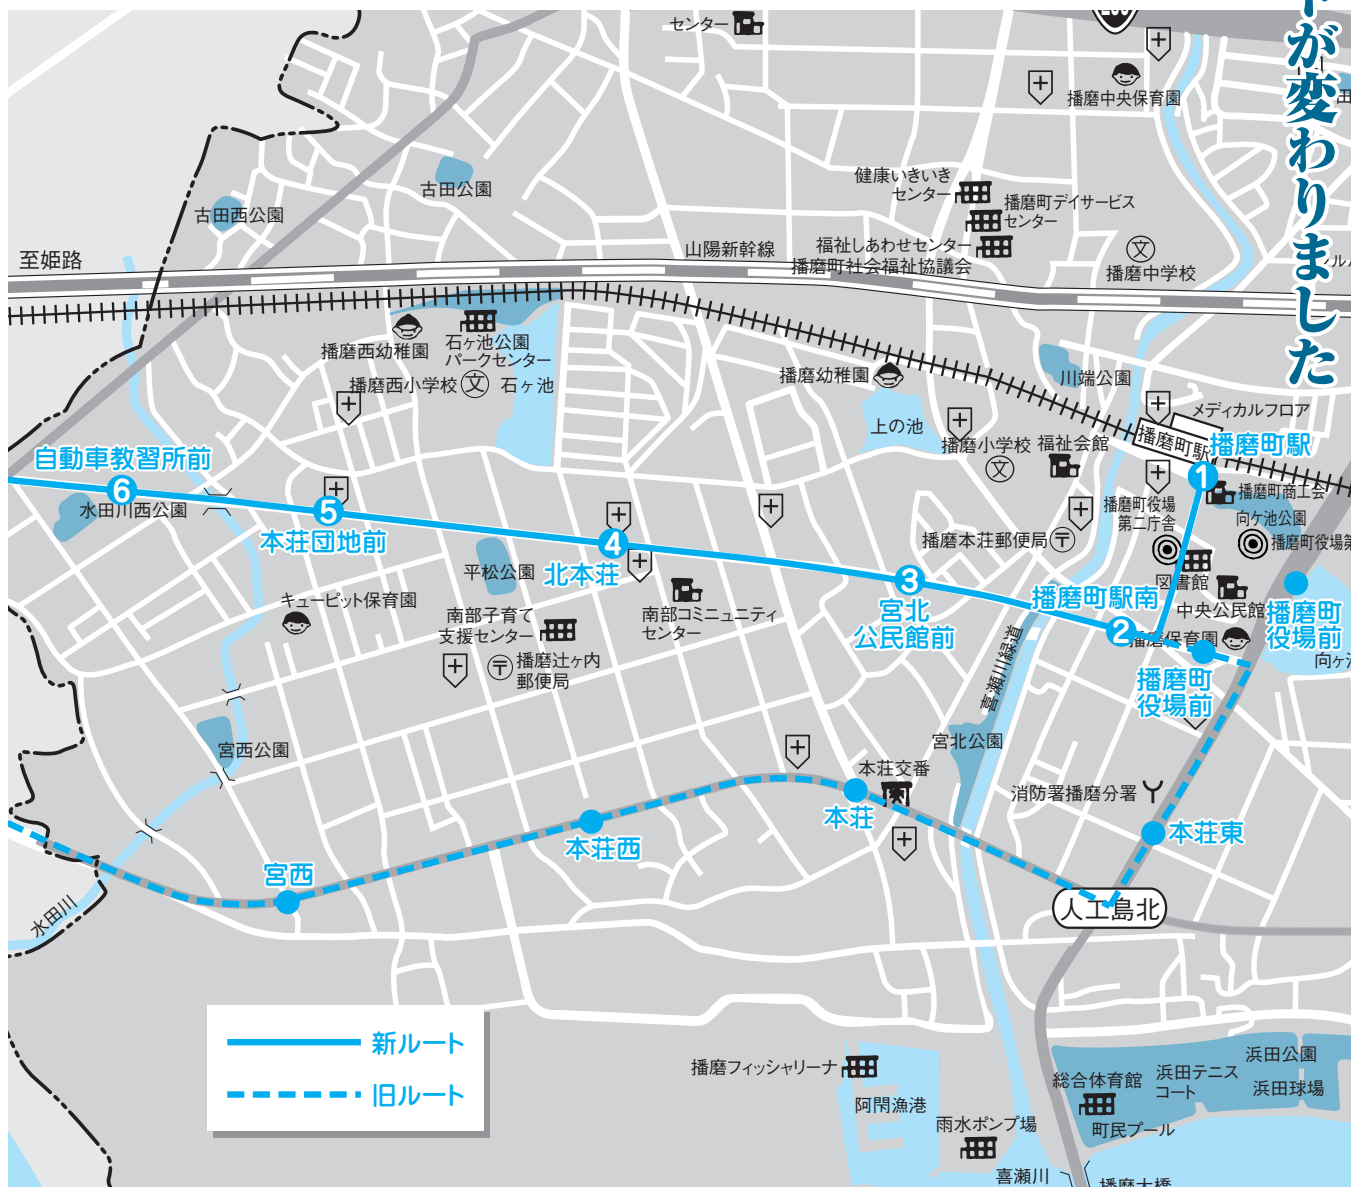 が変わりました
センター
播磨中央保育園
古田公園
古田西公園
健康いきいき
センター
播磨町デイサービス
センター
福祉しあわせセンター
播磨町社会福祉協議会
播磨中学校
文
山陽新幹線
至姫路
播磨西幼稚園
石ヶ池公園
パークセンター
播磨西小学校
文
石ヶ池
播磨幼稚園
上の池
川端公園
メディカルフロア
播磨町駅
播磨町駅
1
播磨小学校
文
福祉会館
播磨町商工会
向ケ池公園
播磨町役場
第二庁舎
播磨町役場第
播磨本荘郵便局
図書館
中央公民館
播磨保育園
自動車教習所前
6
水田川西公園
5
本荘団地前
4
北本荘
3
宮北
公民館前
播磨町駅南
2
播磨町
役場前
播磨町
役場前
平松公園
キューピット保育園
南部子育て
支援センター
南部コミュニティ
センター
播磨辻ヶ内
郵便局
喜瀬川緑道
宮西公園
宮北公園
本荘交番
消防署播磨分署
本荘
本荘西
本荘東
宮西
水田川
人工島北
新ルート
旧ルート
播磨フィッシャリーナ
阿閇漁港
雨水ポンプ場
喜瀬川
総合体育館
浜田テニス
コート
浜田公園
浜田球場
町民プール
播磨大橋